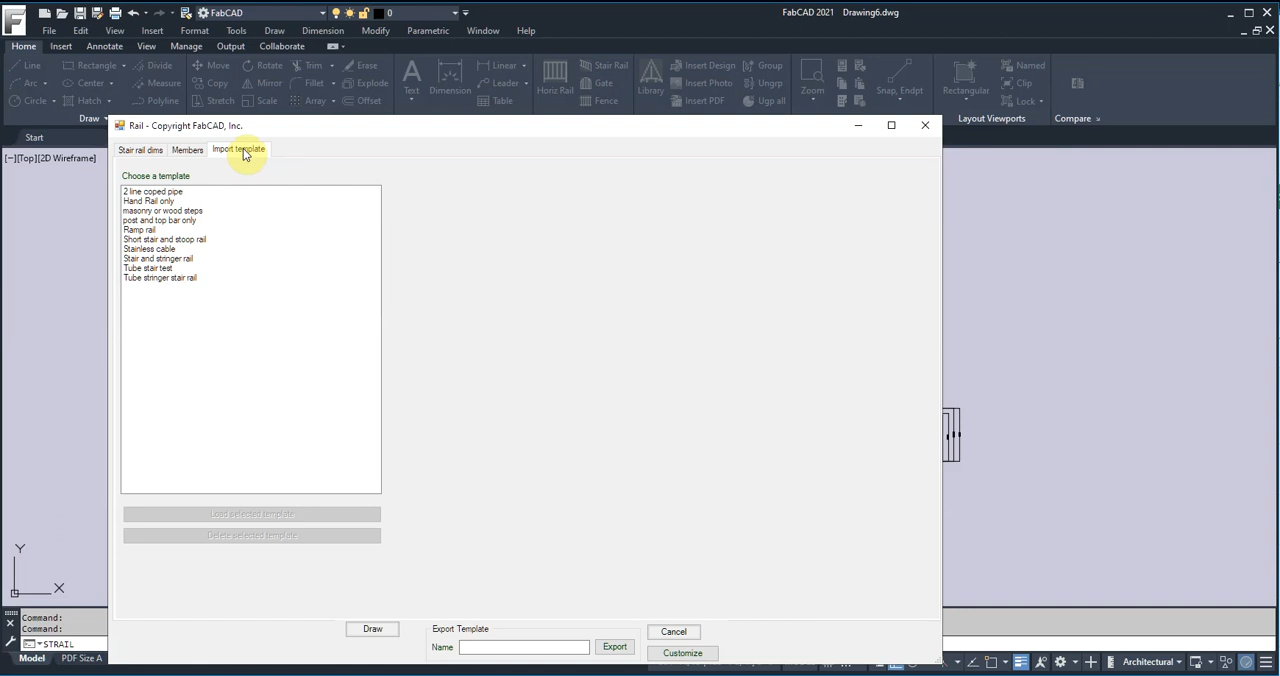 FabCAD
0
FabCAD 2021 Drawing6.dwg
File Edit View Insert Format Tools Draw Dimension Modify Parametric Window Help
Home Insert Annotate View Manage Output Collaborate
Line Rectangle Divide Move Rotate Trim Erase Linear Stair Rail Insert Design Group Named
Arc Center Measure Copy Mirror Fillet Explode Leader Gate Insert Photo Ungrp Clip
Text Dimension Horiz Rail Library Zoom Snap, Endpt Rectangular
Circle Hatch Polyline Stretch Scale Array Offset Table Fence Insert PDF Ugp all Lock
Draw Layout Viewports Compare
Rail - Copyright FabCAD, Inc.
Start
Stair rail dims Members Import template
[−][Top][2D Wireframe]
Choose a template
2 line coped pipe
Hand Rail only
masonry or wood steps
post and top bar only
Ramp rail
Short stair and stoop rail
Stainless cable
Stair and stringer rail
Tube stair test
Tube stringer stair rail
Load selected template
Delete selected template
Y
X
Command:
Command:
STRAIL
Draw
Export Template
Name
Export
Cancel
Customize
Model PDF Size A
Architectural